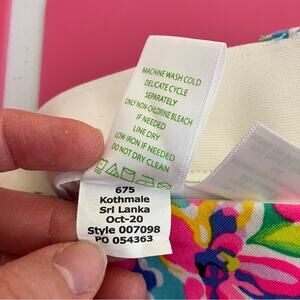 MACHINE WASH COLD
DELICATE CYCLE
SEPARATELY
ONLY NON-CHLORINE BLEACH
IF NEEDED
LINE DRY
LOW IRON IF NEEDED
DO NOT DRY CLEAN
675
Kothmale
Sri Lanka
Oct-20
Style 007098
PO 054363